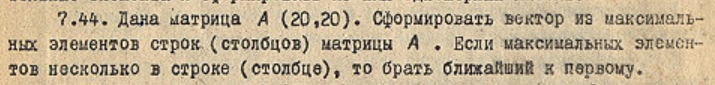 7.44. Дана матрица A (20,20). Сформировать вектор из максималь-
ных элементов строк (столбцов) матрицы A . Если максимальных элемен-
тов несколько в строке (столбце), то брать ближайший к первому.